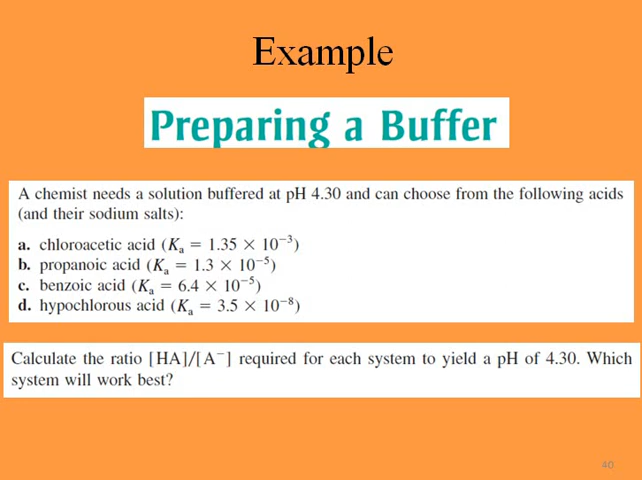 Example
Preparing a Buffer
A chemist needs a solution buffered at pH 4.30 and can choose from the following acids
(and their sodium salts):
a. chloroacetic acid (Kₐ = 1.35 × 10⁻³)
b. propanoic acid (Kₐ = 1.3 × 10⁻⁵)
c. benzoic acid (Kₐ = 6.4 × 10⁻⁵)
d. hypochlorous acid (Kₐ = 3.5 × 10⁻⁸)
Calculate the ratio [HA]/[A⁻] required for each system to yield a pH of 4.30. Which
system will work best?
40